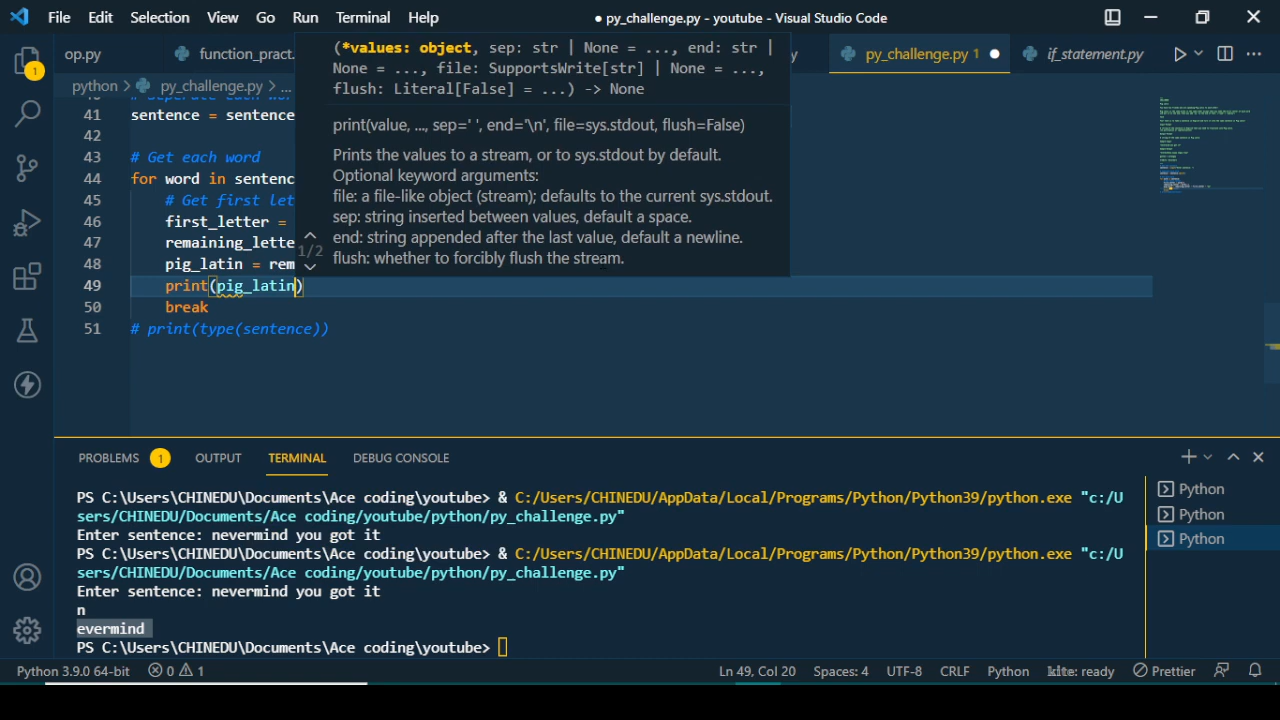 File Edit Selection View Go Run Terminal Help ● py_challenge.py - youtube - Visual Studio Code
op.py function_pract. y py_challenge.py 1 ● if_statement.py
python > py_challenge.py > ...
(*values: object, sep: str | None = ..., end: str |
None = ..., file: SupportsWrite[str] | None = ...,
flush: Literal[False] = ...) -> None
print(value, ..., sep=' ', end='\n', file=sys.stdout, flush=False)
Prints the values to a stream, or to sys.stdout by default.
Optional keyword arguments:
file: a file-like object (stream); defaults to the current sys.stdout.
sep: string inserted between values, default a space.
end: string appended after the last value, default a newline.
flush: whether to forcibly flush the stream.
1/2
41 sentence = sentence
42
43 # Get each word
44 for word in sentenc
45 # Get first let
46 first_letter =
47 remaining_lette
48 pig_latin = rem
49 print(pig_latin)
50 break
51 # print(type(sentence))
PROBLEMS 1 OUTPUT TERMINAL DEBUG CONSOLE
PS C:\Users\CHINEDU\Documents\Ace coding\youtube> & C:/Users/CHINEDU/AppData/Local/Programs/Python/Python39/python.exe "c:/U
sers/CHINEDU/Documents/Ace coding/youtube/python/py_challenge.py"
Enter sentence: nevermind you got it
PS C:\Users\CHINEDU\Documents\Ace coding\youtube> & C:/Users/CHINEDU/AppData/Local/Programs/Python/Python39/python.exe "c:/U
sers/CHINEDU/Documents/Ace coding/youtube/python/py_challenge.py"
Enter sentence: nevermind you got it
n
evermind
PS C:\Users\CHINEDU\Documents\Ace coding\youtube>
Python
Python
Python
1
Python 3.9.0 64-bit 0 1 Ln 49, Col 20 Spaces: 4 UTF-8 CRLF Python kite: ready Prettier